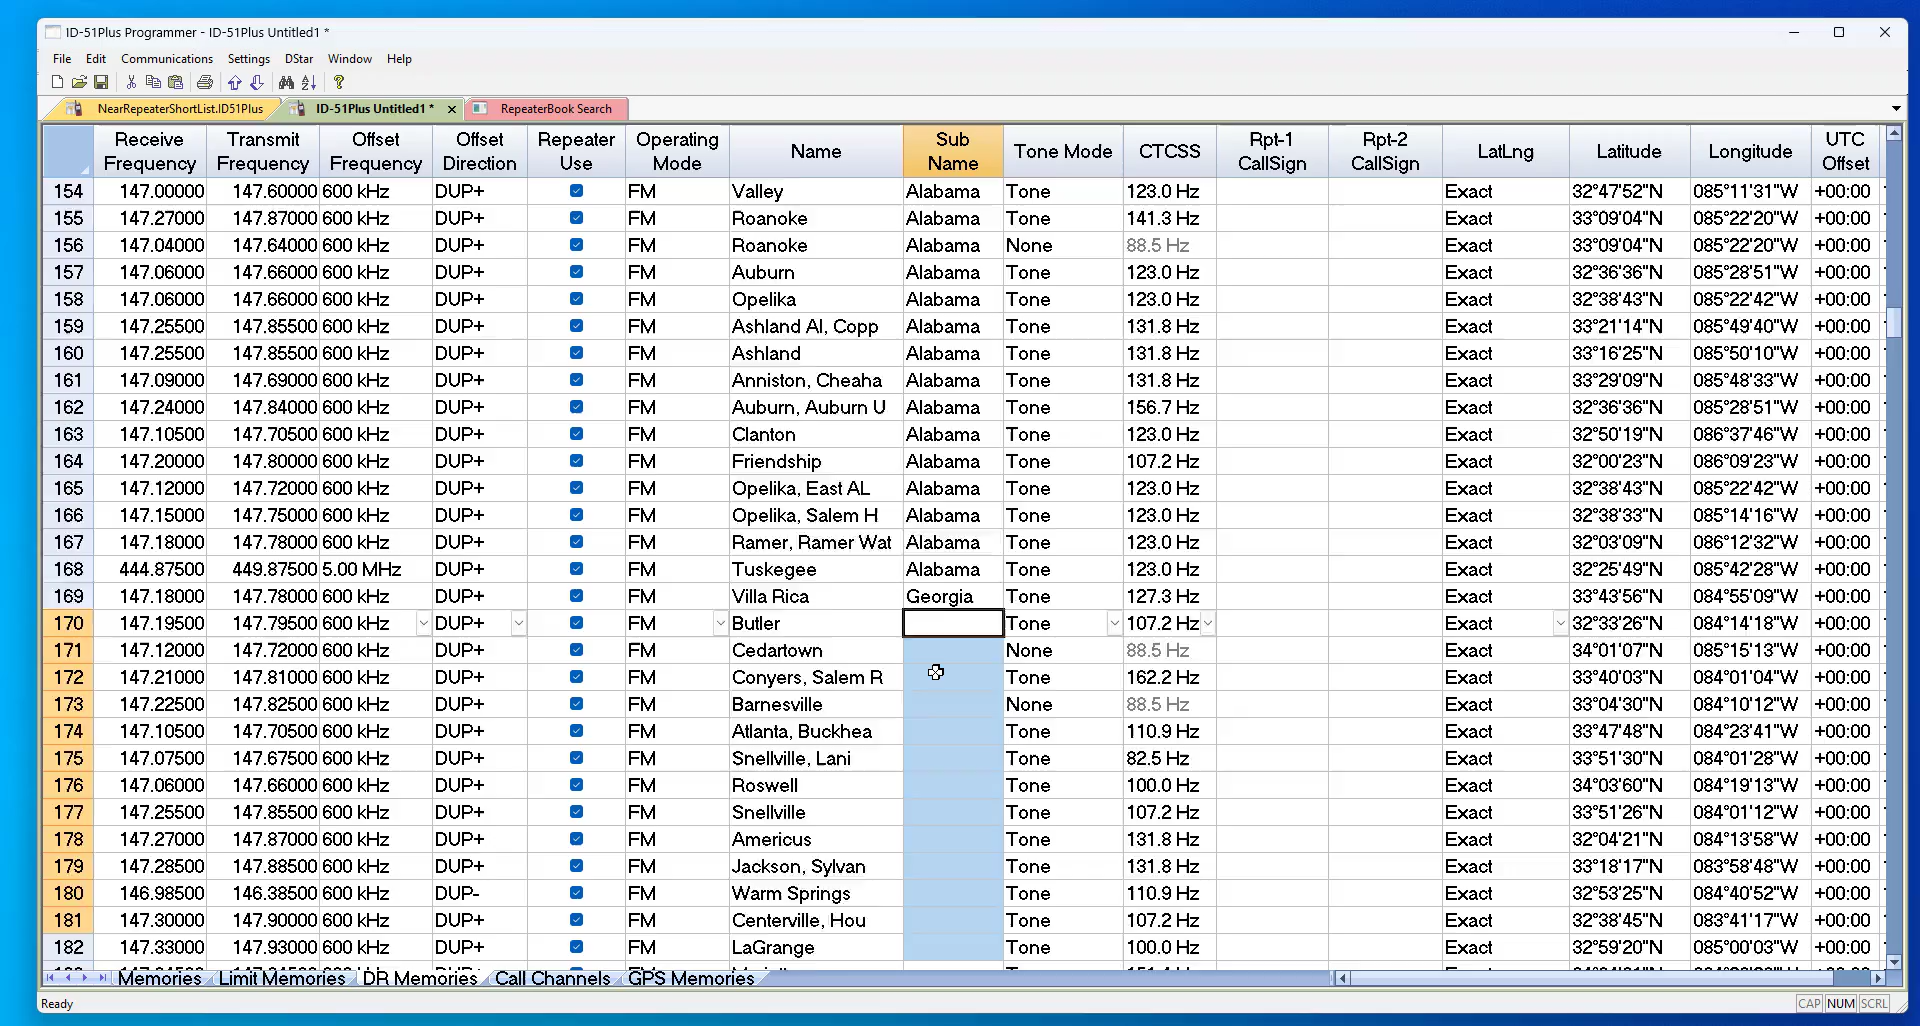 ID-51Plus Programmer - ID-51Plus Untitled1 *
File Edit Communications Settings DStar Window Help
NearRepeaterShortList.ID51Plus ID-51Plus Untitled1 * RepeaterBook Search
Receive Frequency Transmit Frequency Offset Frequency Offset Direction Repeater Use Operating Mode Name Sub Name Tone Mode CTCSS Rpt-1 CallSign Rpt-2 CallSign LatLng Latitude Longitude UTC Offset
154 147.00000 147.60000 600 kHz DUP+ FM Valley Alabama Tone 123.0 Hz Exact 32°47'52"N 085°11'31"W +00:00
155 147.27000 147.87000 600 kHz DUP+ FM Roanoke Alabama Tone 141.3 Hz Exact 33°09'04"N 085°22'20"W +00:00
156 147.04000 147.64000 600 kHz DUP+ FM Roanoke Alabama None 88.5 Hz Exact 33°09'04"N 085°22'20"W +00:00
157 147.06000 147.66000 600 kHz DUP+ FM Auburn Alabama Tone 123.0 Hz Exact 32°36'36"N 085°28'51"W +00:00
158 147.06000 147.66000 600 kHz DUP+ FM Opelika Alabama Tone 123.0 Hz Exact 32°38'43"N 085°22'42"W +00:00
159 147.25500 147.85500 600 kHz DUP+ FM Ashland Al, Copp Alabama Tone 131.8 Hz Exact 33°21'14"N 085°49'40"W +00:00
160 147.25500 147.85500 600 kHz DUP+ FM Ashland Alabama Tone 131.8 Hz Exact 33°16'25"N 085°50'10"W +00:00
161 147.09000 147.69000 600 kHz DUP+ FM Anniston, Cheaha Alabama Tone 131.8 Hz Exact 33°29'09"N 085°48'33"W +00:00
162 147.24000 147.84000 600 kHz DUP+ FM Auburn, Auburn U Alabama Tone 156.7 Hz Exact 32°36'36"N 085°28'51"W +00:00
163 147.10500 147.70500 600 kHz DUP+ FM Clanton Alabama Tone 123.0 Hz Exact 32°50'19"N 086°37'46"W +00:00
164 147.20000 147.80000 600 kHz DUP+ FM Friendship Alabama Tone 107.2 Hz Exact 32°00'23"N 086°09'23"W +00:00
165 147.12000 147.72000 600 kHz DUP+ FM Opelika, East AL Alabama Tone 123.0 Hz Exact 32°38'43"N 085°22'42"W +00:00
166 147.15000 147.75000 600 kHz DUP+ FM Opelika, Salem H Alabama Tone 123.0 Hz Exact 32°38'33"N 085°14'16"W +00:00
167 147.18000 147.78000 600 kHz DUP+ FM Ramer, Ramer Wat Alabama Tone 123.0 Hz Exact 32°03'09"N 086°12'32"W +00:00
168 444.87500 449.87500 5.00 MHz DUP+ FM Tuskegee Alabama Tone 123.0 Hz Exact 32°25'49"N 085°42'28"W +00:00
169 147.18000 147.78000 600 kHz DUP+ FM Villa Rica Georgia Tone 127.3 Hz Exact 33°43'56"N 084°55'09"W +00:00
170 147.19500 147.79500 600 kHz DUP+ FM Butler Tone 107.2 Hz Exact 32°33'26"N 084°14'18"W +00:00
171 147.12000 147.72000 600 kHz DUP+ FM Cedartown None 88.5 Hz Exact 34°01'07"N 085°15'13"W +00:00
172 147.21000 147.81000 600 kHz DUP+ FM Conyers, Salem R Tone 162.2 Hz Exact 33°40'03"N 084°01'04"W +00:00
173 147.22500 147.82500 600 kHz DUP+ FM Barnesville None 88.5 Hz Exact 33°04'30"N 084°10'12"W +00:00
174 147.10500 147.70500 600 kHz DUP+ FM Atlanta, Buckhea Tone 110.9 Hz Exact 33°47'48"N 084°23'41"W +00:00
175 147.07500 147.67500 600 kHz DUP+ FM Snellville, Lani Tone 82.5 Hz Exact 33°51'30"N 084°01'28"W +00:00
176 147.06000 147.66000 600 kHz DUP+ FM Roswell Tone 100.0 Hz Exact 34°03'60"N 084°19'13"W +00:00
177 147.25500 147.85500 600 kHz DUP+ FM Snellville Tone 107.2 Hz Exact 33°51'26"N 084°01'12"W +00:00
178 147.27000 147.87000 600 kHz DUP+ FM Americus Tone 131.8 Hz Exact 32°04'21"N 084°13'58"W +00:00
179 147.28500 147.88500 600 kHz DUP+ FM Jackson, Sylvan Tone 131.8 Hz Exact 33°18'17"N 083°58'48"W +00:00
180 146.98500 146.38500 600 kHz DUP- FM Warm Springs Tone 110.9 Hz Exact 32°53'25"N 084°40'52"W +00:00
181 147.30000 147.90000 600 kHz DUP+ FM Centerville, Hou Tone 107.2 Hz Exact 32°38'45"N 083°41'17"W +00:00
182 147.33000 147.93000 600 kHz DUP+ FM LaGrange Tone 100.0 Hz Exact 32°59'20"N 085°00'03"W +00:00
Memories Limit Memories DR Memories Call Channels GPS Memories
Ready CAP NUM SCRL